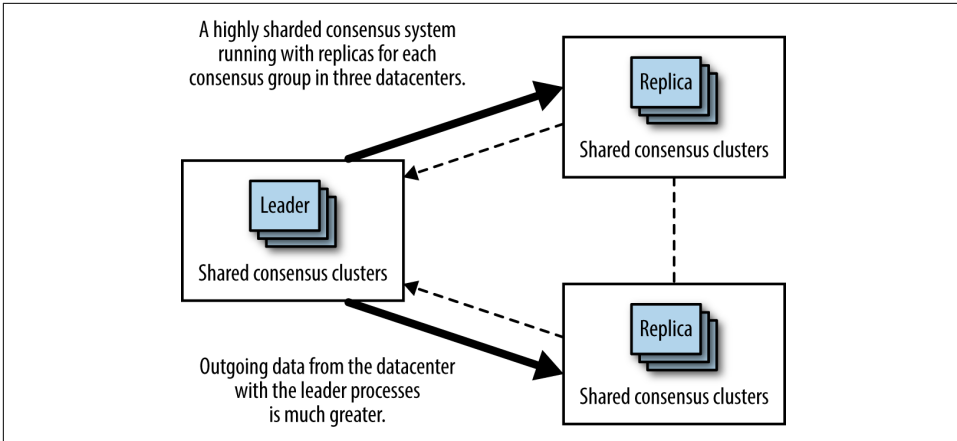 A highly sharded consensus system
running with replicas for each
consensus group in three datacenters.
Replica
Shared consensus clusters
Leader
Shared consensus clusters
Replica
Shared consensus clusters
Outgoing data from the datacenter
with the leader processes
is much greater.